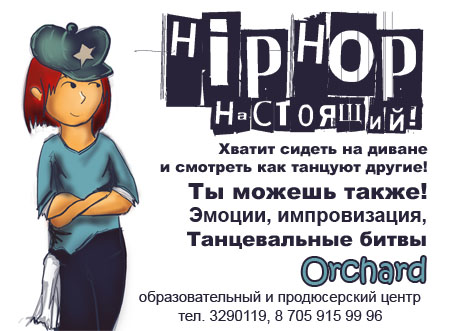 HiPHOP
НаСТОЯЩИЙ!
Хватит сидеть на диване
и смотреть как танцуют другие!
Ты можешь также!
Эмоции, импровизация,
Танцевальные битвы
Orchard
образовательный и продюсерский центр
тел. 3290119, 8 705 915 99 96